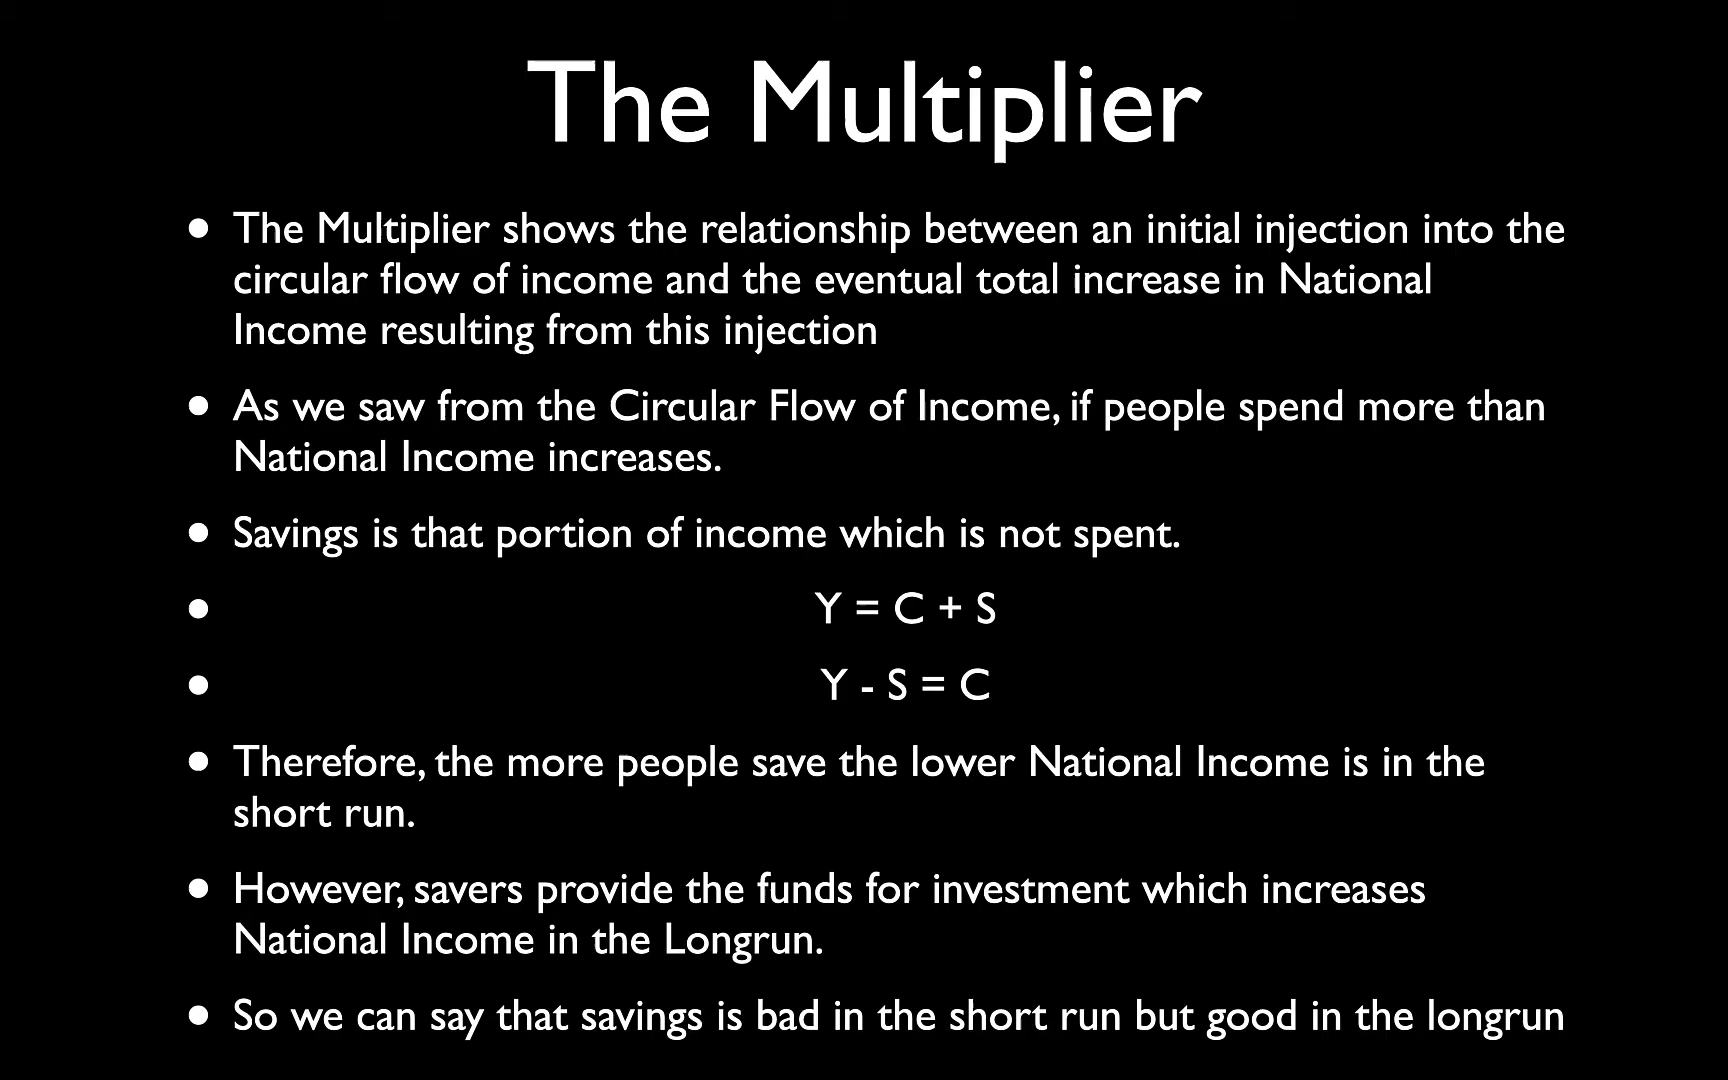 The Multiplier
• The Multiplier shows the relationship between an initial injection into the
circular flow of income and the eventual total increase in National
Income resulting from this injection
• As we saw from the Circular Flow of Income, if people spend more than
National Income increases.
• Savings is that portion of income which is not spent.
• Y = C + S
• Y - S = C
• Therefore, the more people save the lower National Income is in the
short run.
• However, savers provide the funds for investment which increases
National Income in the Longrun.
• So we can say that savings is bad in the short run but good in the longrun